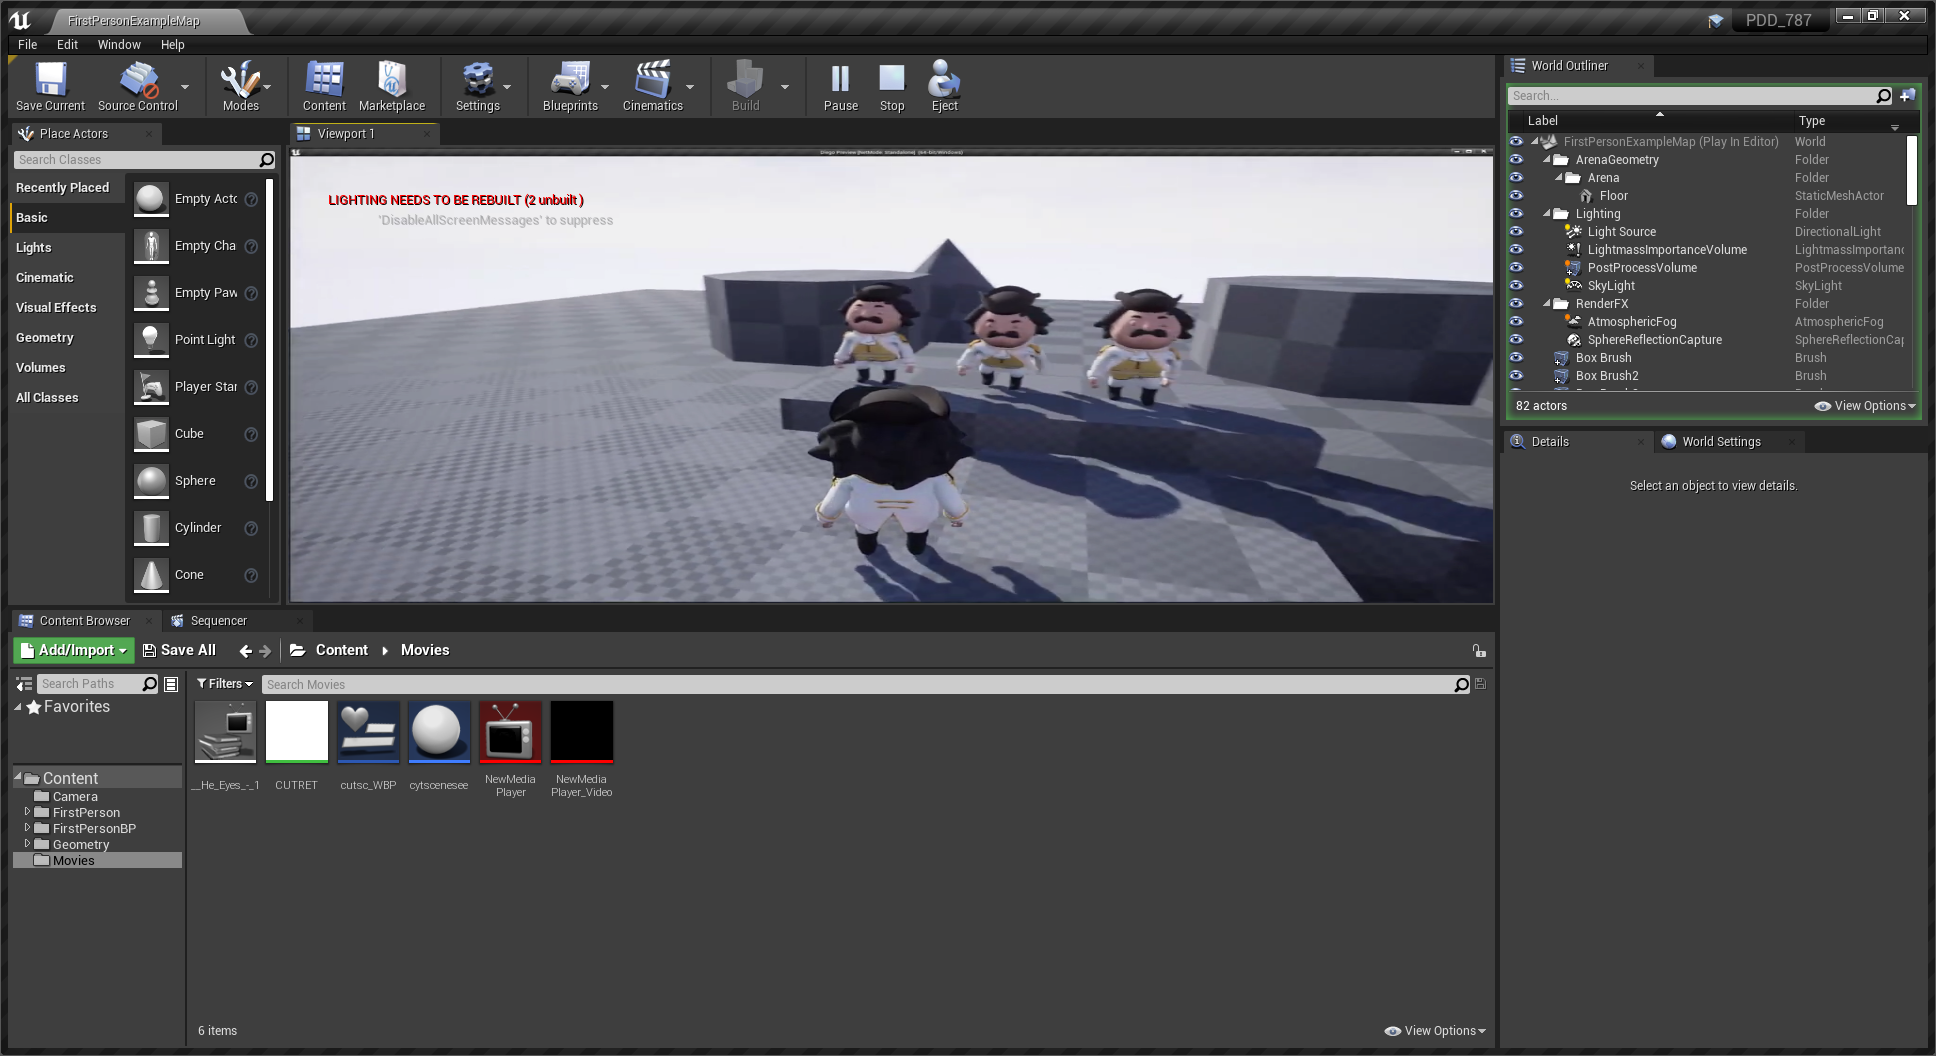 FirstPersonExampleMap
PDD_787
File Edit Window Help
Save Current Source Control Modes Content Marketplace Settings Blueprints Cinematics Build Pause Stop Eject
Place Actors
Search Classes
Recently Placed
Basic
Lights
Cinematic
Visual Effects
Geometry
Volumes
All Classes
Empty Acto
Empty Cha
Empty Paw
Point Light
Player Star
Cube
Sphere
Cylinder
Cone
Viewport 1
LIGHTING NEEDS TO BE REBUILT (2 unbuilt )
'DisableAllScreenMessages' to suppress
World Outliner
Search...
Label Type
FirstPersonExampleMap (Play In Editor) World
ArenaGeometry Folder
Arena Folder
Floor StaticMeshActor
Lighting Folder
Light Source DirectionalLight
LightmassImportanceVolume LightmassImportanc
PostProcessVolume PostProcessVolume
SkyLight SkyLight
RenderFX Folder
AtmosphericFog AtmosphericFog
SphereReflectionCapture SphereReflectionCap
Box Brush Brush
Box Brush2 Brush
82 actors View Options
Details World Settings
Select an object to view details.
Content Browser Sequencer
Add/Import Save All Content Movies
Search Paths
Favorites
Content
Camera
FirstPerson
FirstPersonBP
Geometry
Movies
Filters Search Movies
__He_Eyes_-_1
CUTRET
cutsc_WBP
cytscenesee
NewMedia
Player
NewMedia
Player_Video
6 items View Options